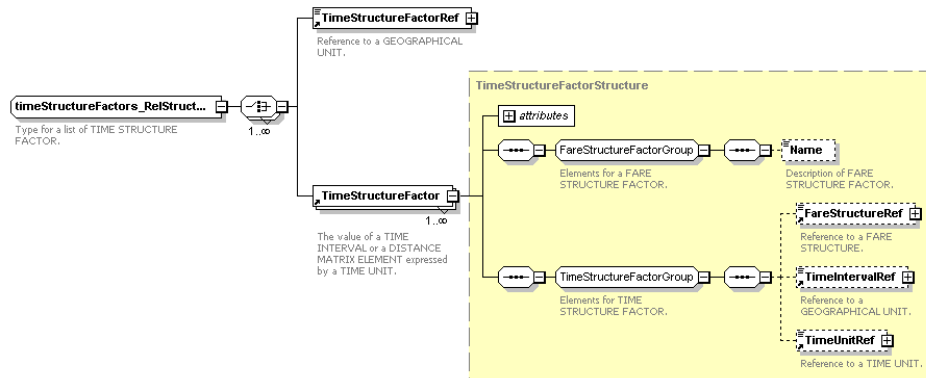 TimeStructureFactorRef
Reference to a GEOGRAPHICAL
UNIT.
timeStructureFactors_RelStruct...
Type for a list of TIME STRUCTURE
FACTOR.
1..∞
TimeStructureFactor
1..∞
The value of a TIME
INTERVAL or a DISTANCE
MATRIX ELEMENT expressed
by a TIME UNIT.
TimeStructureFactorStructure
attributes
FareStructureFactorGroup
Elements for a FARE
STRUCTURE FACTOR.
Name
Description of FARE
STRUCTURE FACTOR.
TimeStructureFactorGroup
Elements for TIME
STRUCTURE FACTOR.
FareStructureRef
Reference to a FARE
STRUCTURE.
TimeIntervalRef
Reference to a
GEOGRAPHICAL UNIT.
TimeUnitRef
Reference to a TIME UNIT.